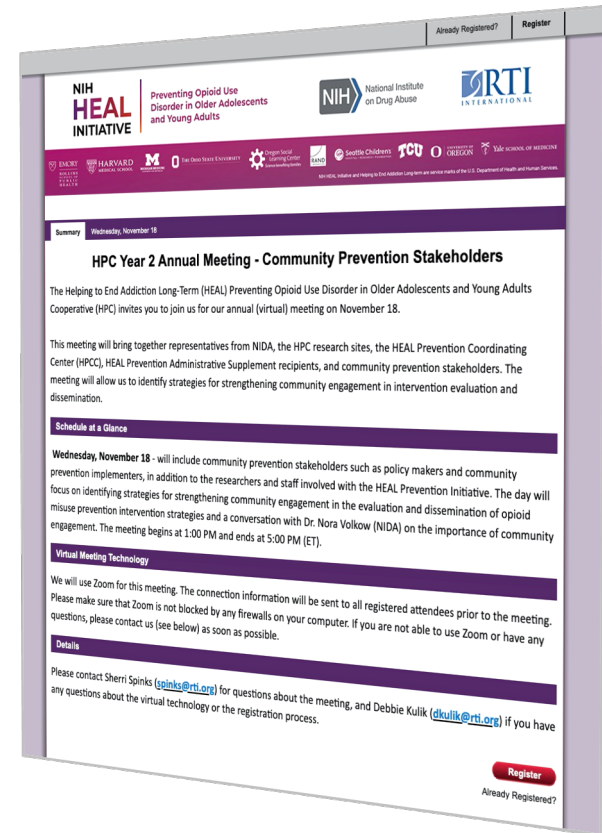 Already Registered?
Register
NIH
HEAL
INITIATIVE
Preventing Opioid Use
Disorder in Older Adolescents
and Young Adults
NIH
National Institute
on Drug Abuse
RTI
INTERNATIONAL
EMORY
ROLLINS
SCHOOL OF
PUBLIC
HEALTH
HARVARD
MEDICAL SCHOOL
M
THE OHIO STATE UNIVERSITY
Oregon Social
Learning Center
RAND
Seattle Childrens
TCU
O
UNIVERSITY OF
OREGON
Yale SCHOOL OF MEDICINE
NIH HEAL Initiative and Helping to End Addiction Long-term are service marks of the U.S. Department of Health and Human Services.
Summary
Wednesday, November 18
HPC Year 2 Annual Meeting - Community Prevention Stakeholders
The Helping to End Addiction Long-Term (HEAL) Preventing Opioid Use Disorder in Older Adolescents and Young Adults
Cooperative (HPC) invites you to join us for our annual (virtual) meeting on November 18.
This meeting will bring together representatives from NIDA, the HPC research sites, the HEAL Prevention Coordinating
Center (HPCC), HEAL Prevention Administrative Supplement recipients, and community prevention stakeholders. The
meeting will allow us to identify strategies for strengthening community engagement in intervention evaluation and
dissemination.
Schedule at a Glance
Wednesday, November 18 - will include community prevention stakeholders such as policy makers and community
prevention implementers, in addition to the researchers and staff involved with the HEAL Prevention Initiative. The day will
focus on identifying strategies for strengthening community engagement in the evaluation and dissemination of opioid
misuse prevention intervention strategies and a conversation with Dr. Nora Volkow (NIDA) on the importance of community
engagement. The meeting begins at 1:00 PM and ends at 5:00 PM (ET).
Virtual Meeting Technology
We will use Zoom for this meeting. The connection information will be sent to all registered attendees prior to the meeting.
Please make sure that Zoom is not blocked by any firewalls on your computer. If you are not able to use Zoom or have any
questions, please contact us (see below) as soon as possible.
Details
Please contact Sherri Spinks (spinks@rti.org) for questions about the meeting, and Debbie Kulik (dkulik@rti.org) if you have
any questions about the virtual technology or the registration process.
Register
Already Registered?